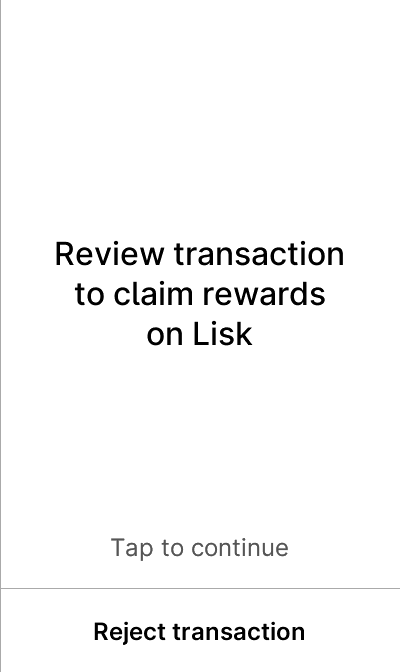 Review transaction
to claim rewards
on Lisk
Tap to continue
Reject transaction